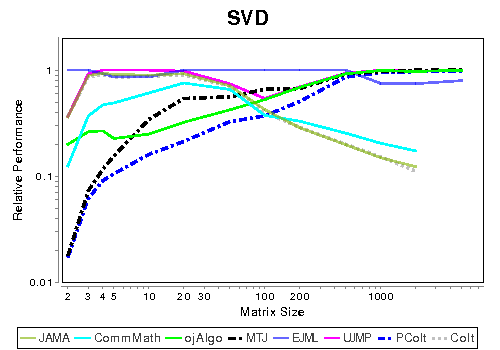 SVD
Relative Performance
1
0.1
0.01
2 3 4 5 10 20 30 100 200 1000
Matrix Size
JAMA CommMath ojAlgo MTJ EJML UJMP PColt Colt